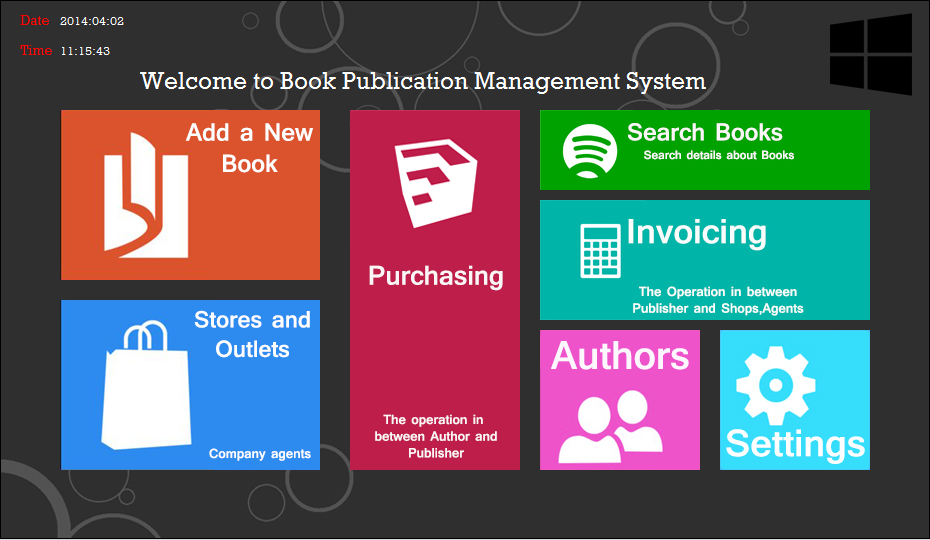 Date 2014:04:02
Time 11:15:43
Welcome to Book Publication Management System
Add a New
Book
Purchasing
The operation in
between Author and
Publisher
Search Books
Search details about Books
Invoicing
The Operation in between
Publisher and Shops,Agents
Stores and
Outlets
Company agents
Authors
Settings